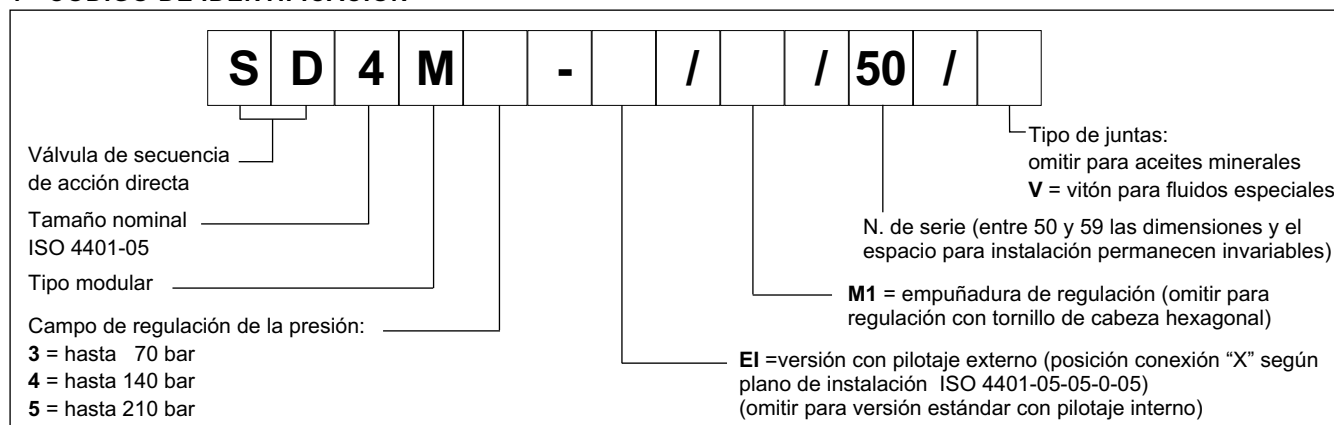 S D 4 M - / / 50 /
Válvula de secuencia
de acción directa
Tamaño nominal
ISO 4401-05
Tipo modular
Campo de regulación de la presión:
3 = hasta 70 bar
4 = hasta 140 bar
5 = hasta 210 bar
Tipo de juntas:
omitir para aceites minerales
V = vitón para fluidos especiales
N. de serie (entre 50 y 59 las dimensiones y el
espacio para instalación permanecen invariables)
M1 = empuñadura de regulación (omitir para
regulación con tornillo de cabeza hexagonal)
EI =versión con pilotaje externo (posición conexión “X” según
plano de instalación ISO 4401-05-05-0-05)
(omitir para versión estándar con pilotaje interno)